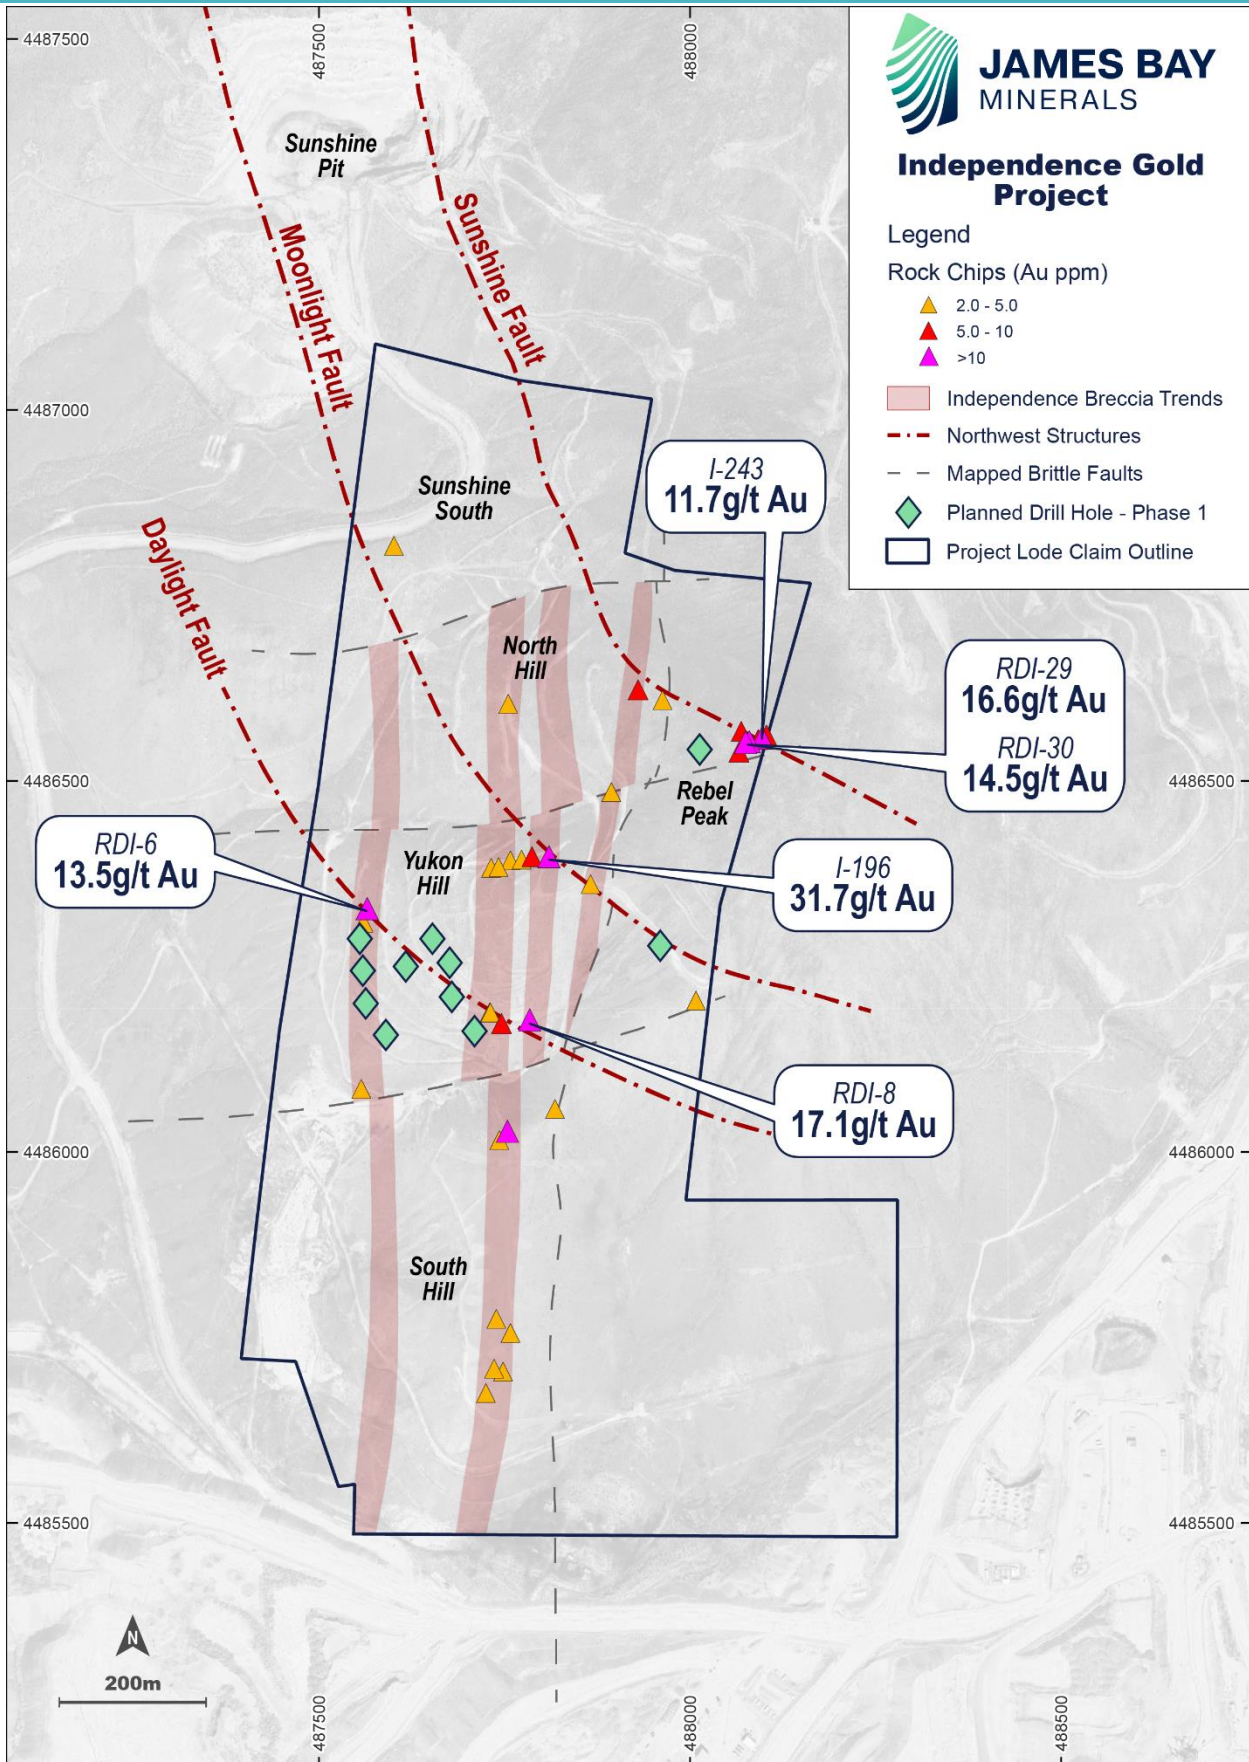 487500
488000
4487500
JAMES BAY
MINERALS
Independence Gold
Project
Legend
Rock Chips (Au ppm)
2.0 - 5.0
5.0 - 10
>10
Independence Breccia Trends
Northwest Structures
Mapped Brittle Faults
Planned Drill Hole - Phase 1
Project Lode Claim Outline
Sunshine
Pit
Moonlight Fault
Sunshine Fault
4487000
Sunshine
South
I-243
11.7g/t Au
Daylight Fault
North
Hill
RDI-29
16.6g/t Au
RDI-30
14.5g/t Au
4486500
4486500
Rebel
Peak
RDI-6
13.5g/t Au
Yukon
Hill
I-196
31.7g/t Au
RDI-8
17.1g/t Au
4486000
4486000
South
Hill
4485500
4485500
N
200m
487500
488000
488500